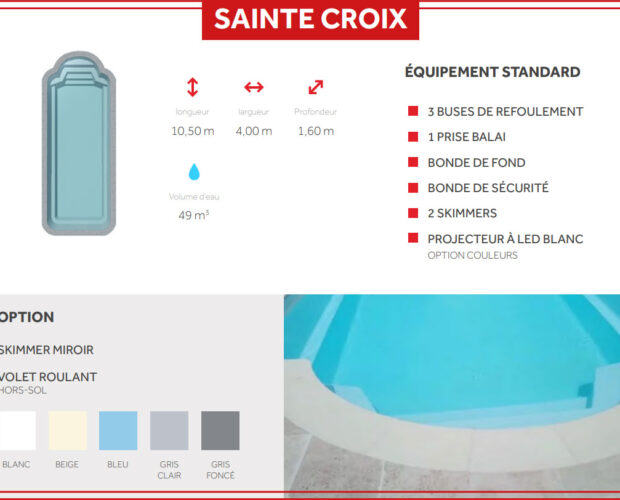 SAINTE CROIX
longueur
10,50 m
largueur
4,00 m
Profondeur
1,60 m
Volume d'eau
49 m³
ÉQUIPEMENT STANDARD
3 BUSES DE REFOULEMENT
1 PRISE BALAI
BONDE DE FOND
BONDE DE SÉCURITÉ
2 SKIMMERS
PROJECTEUR À LED BLANC
OPTION COULEURS
OPTION
SKIMMER MIROIR
VOLET ROULANT
HORS-SOL
BLANC
BEIGE
BLEU
GRIS
CLAIR
GRIS
FONCÉ